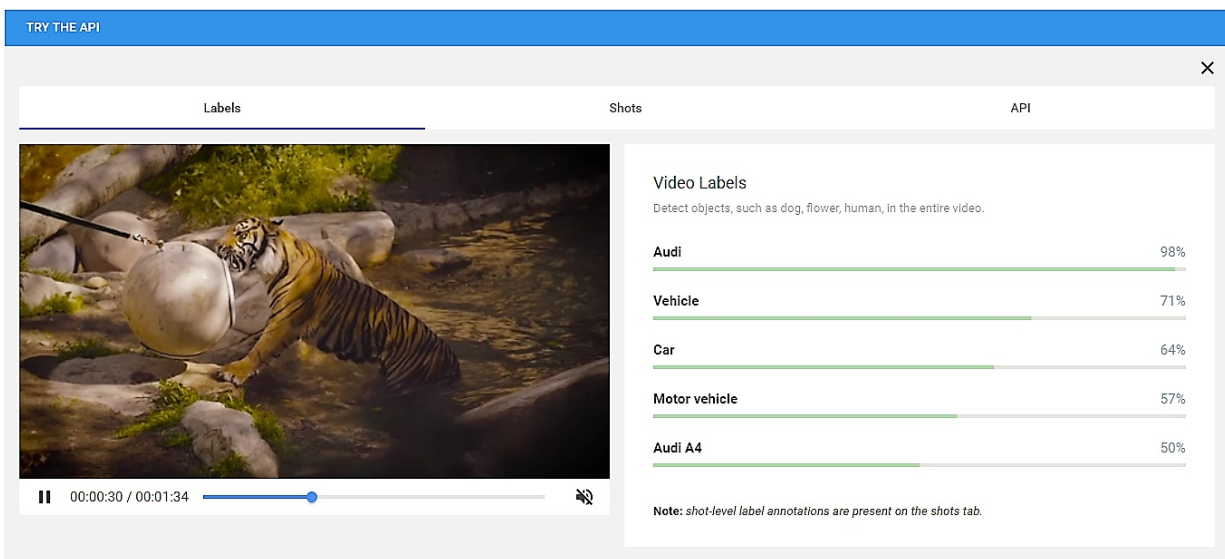 TRY THE API
Labels
Shots
API
Video Labels
Detect objects, such as dog, flower, human, in the entire video.
Audi 98%
Vehicle 71%
Car 64%
Motor vehicle 57%
Audi A4 50%
Note: shot-level label annotations are present on the shots tab.
00:00:30 / 00:01:34